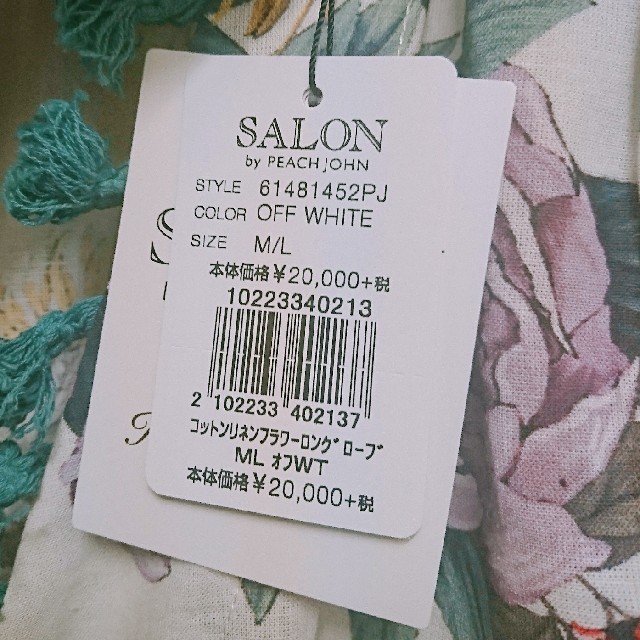 SALON
by PEACH JOHN
STYLE 61481452PJ
COLOR OFF WHITE
SIZE M/L
本体価格¥20,000+税
10223340213
2 102233 402137
コットンリネンフラワーロングローブ
ML オフWT
本体価格¥20,000+税
S